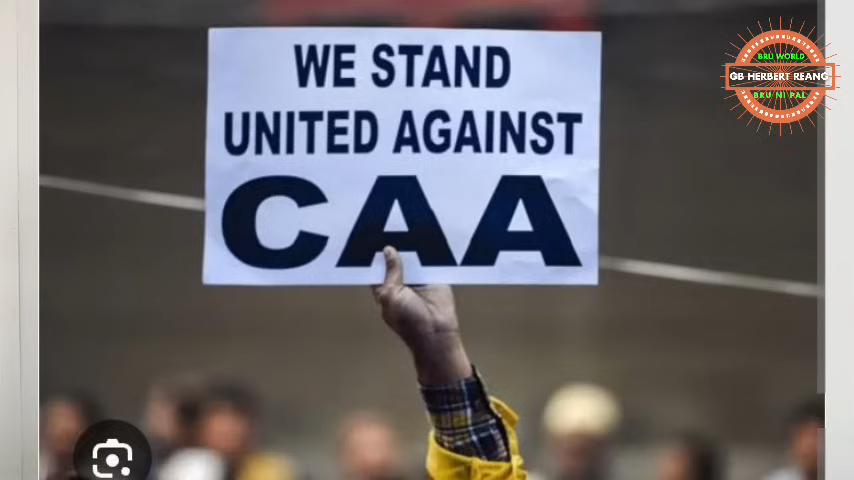 WE STAND
UNITED AGAINST
CAA
BRU WORLD
GB HERBERT REANG
BRU NI PAL